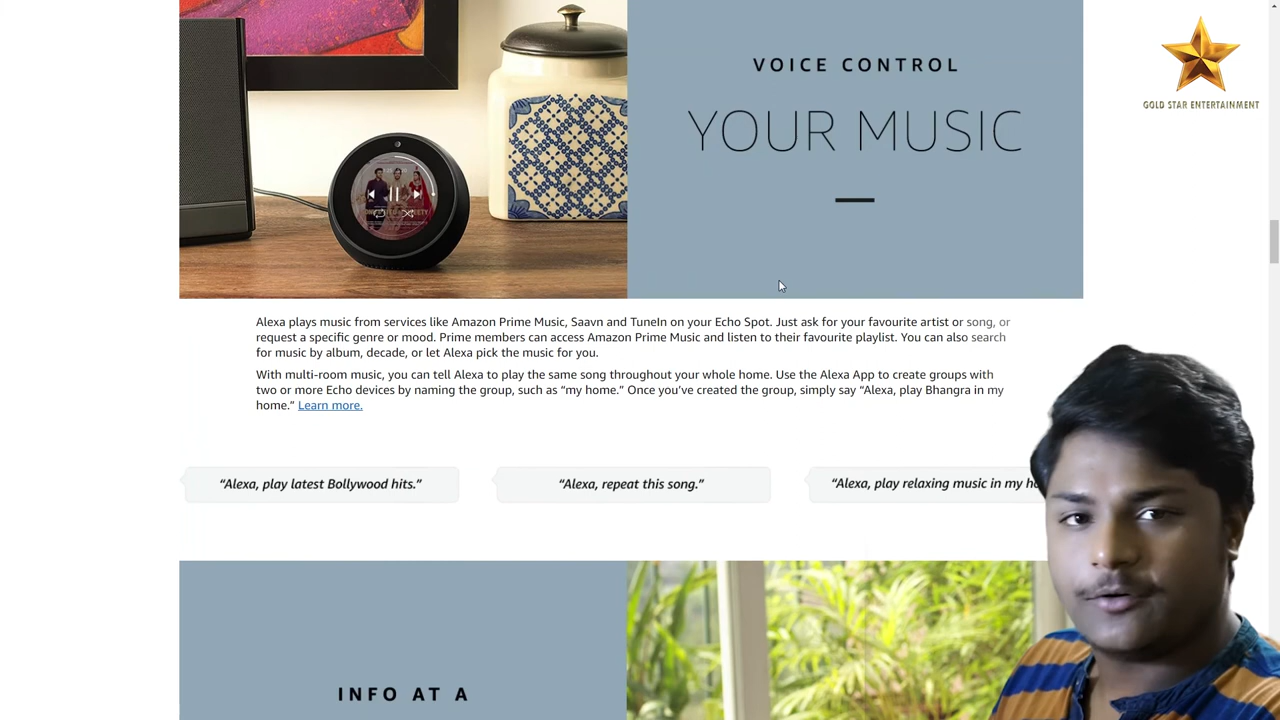 VOICE CONTROL
YOUR MUSIC
GOLD STAR ENTERTAINMENT
Alexa plays music from services like Amazon Prime Music, Saavn and TuneIn on your Echo Spot. Just ask for your favourite artist or song, or
request a specific genre or mood. Prime members can access Amazon Prime Music and listen to their favourite playlist. You can also search
for music by album, decade, or let Alexa pick the music for you.
With multi-room music, you can tell Alexa to play the same song throughout your whole home. Use the Alexa App to create groups with
two or more Echo devices by naming the group, such as “my home.” Once you’ve created the group, simply say “Alexa, play Bhangra in my
home.” Learn more.
“Alexa, play latest Bollywood hits.”
“Alexa, repeat this song.”
“Alexa, play relaxing music in my
INFO AT A